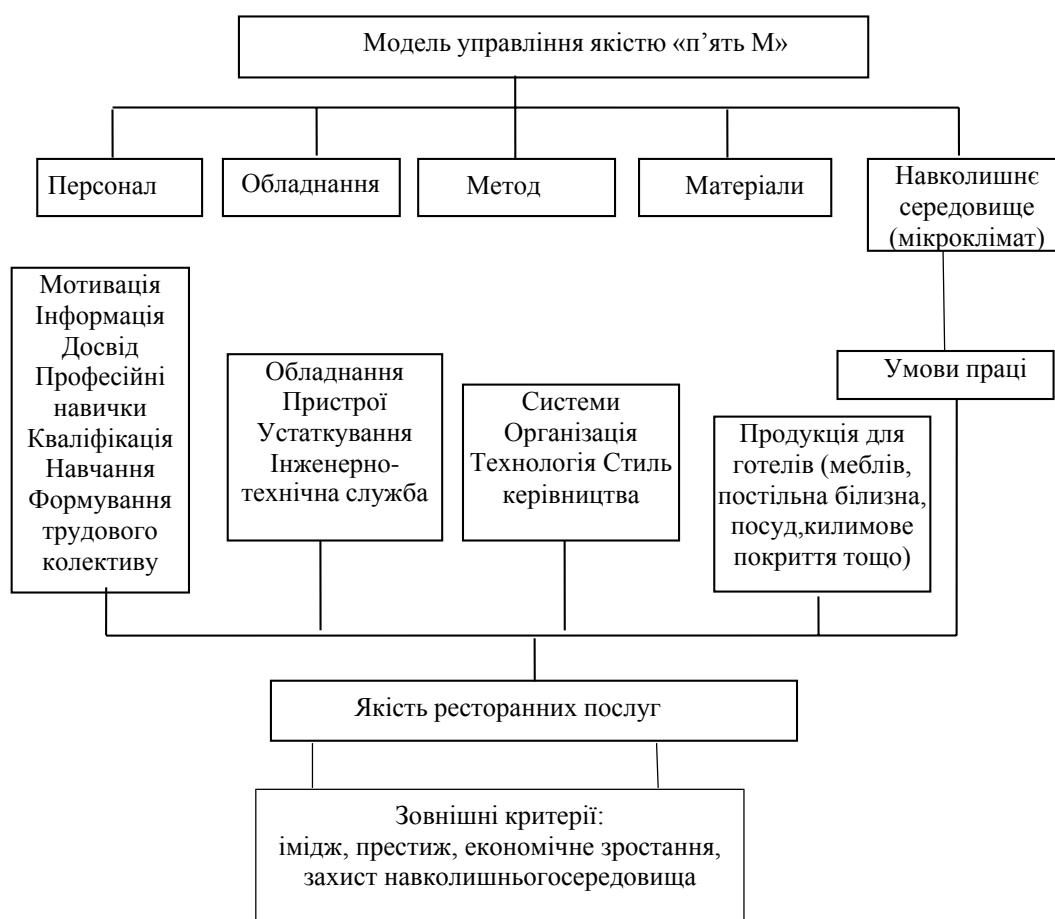 Модель управління якістю «п’ять М»
Персонал
Обладнання
Метод
Матеріали
Навколишнє
середовище
(мікроклімат)
Мотивація
Інформація
Досвід
Професійні
навички
Кваліфікація
Навчання
Формування
трудового
колективу
Обладнання
Пристрої
Устаткування
Інженерно-
технічна служба
Системи
Організація
Технологія Стиль
керівництва
Продукція для
готелів (меблів,
постільна білизна,
посуд,килимове
покриття тощо)
Умови праці
Якість ресторанних послуг
Зовнішні критерії:
імідж, престиж, економічне зростання,
захист навколишньогосередовища